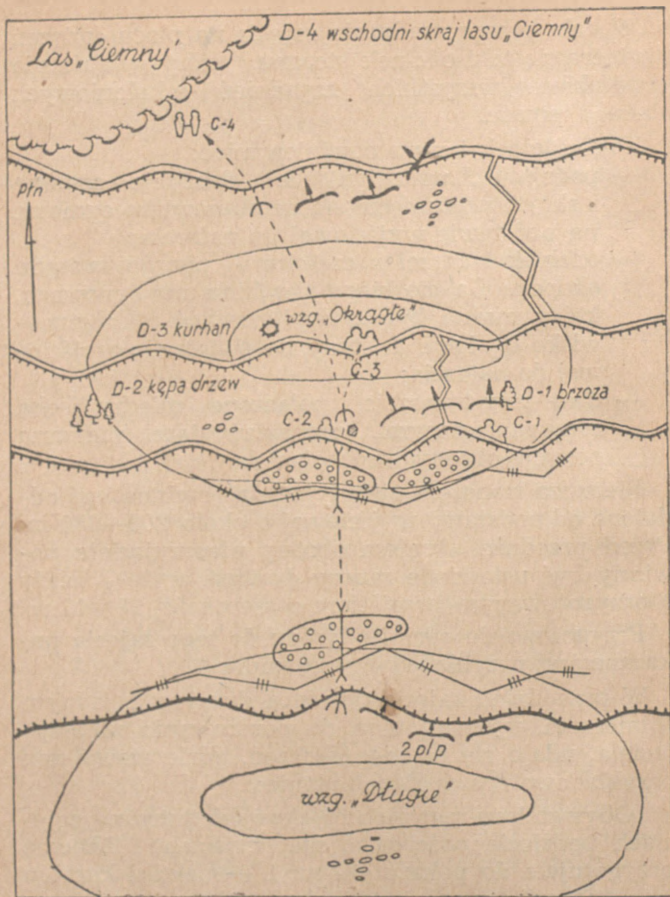 D-4 wschodni skraj lasu „Ciemny"
Las „Ciemny'
C-4
Płn
wzg. „Okrągłe"
D-3 kurhan
C-3
D-2 kępa drzew
D-1 brzoza
C-2
C-1
2 plp
wzg. „Długie"